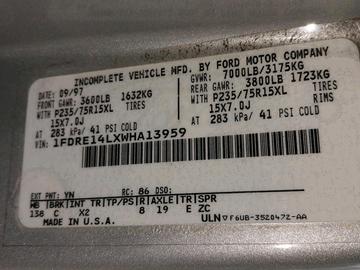 INCOMPLETE VEHICLE MFD. BY FORD MOTOR COMPANY
DATE: 09/97 GVWR: 7000LB/3175KG
FRONT GAWR: 3600LB 1632KG REAR GAWR: 3800LB 1723KG
WITH P235/75R15XL TIRES WITH P235/75R15XL TIRES
15X7.0J RIMS 15X7.0J RIMS
AT 283 kPa/ 41 PSI COLD AT 283 kPa/ 41 PSI COLD
VIN: 1FDRE14LXWHA13959
EXT PNT: YN RC: 86 DSO:
WB BRK INT TR TP/PS R AXLE TR SPR
138 C X2 8 19 E ZC
MADE IN U.S.A. ULN F6UB-3520472-AA